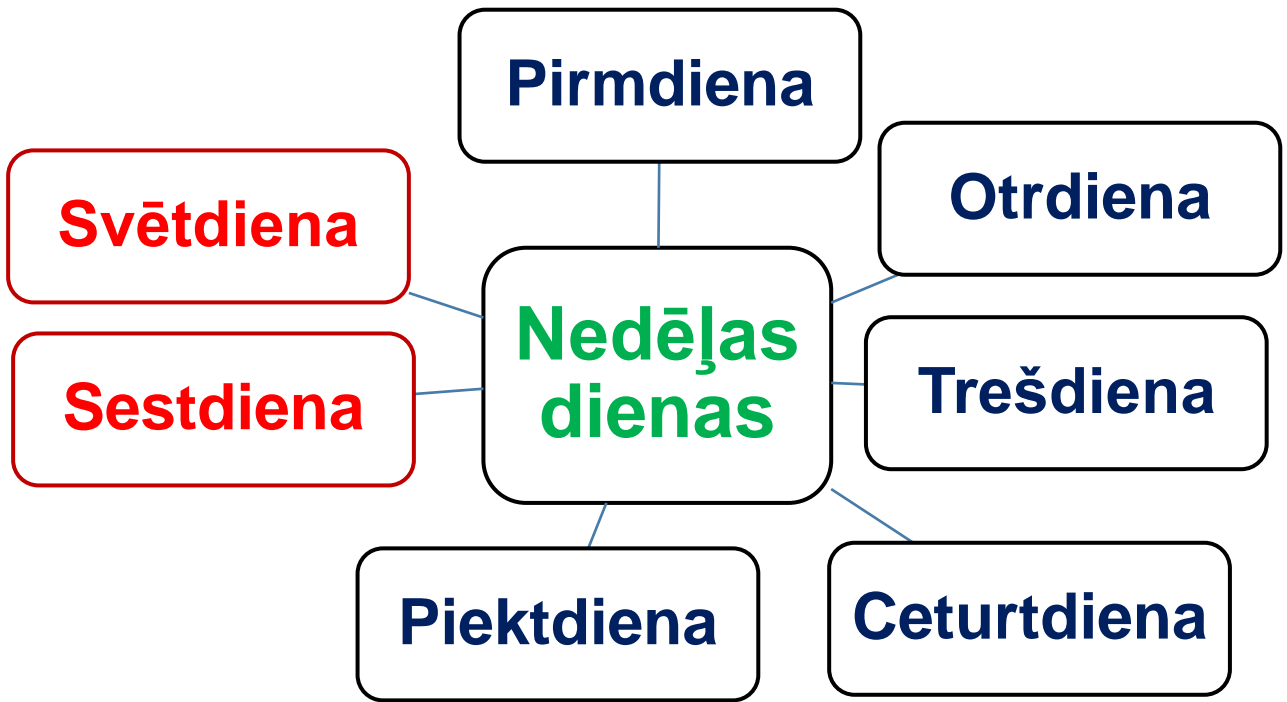 Pirmdiena
Otrdiena
Svētdiena
Nedēļas
dienas
Trešdiena
Sestdiena
Ceturtdiena
Piektdiena